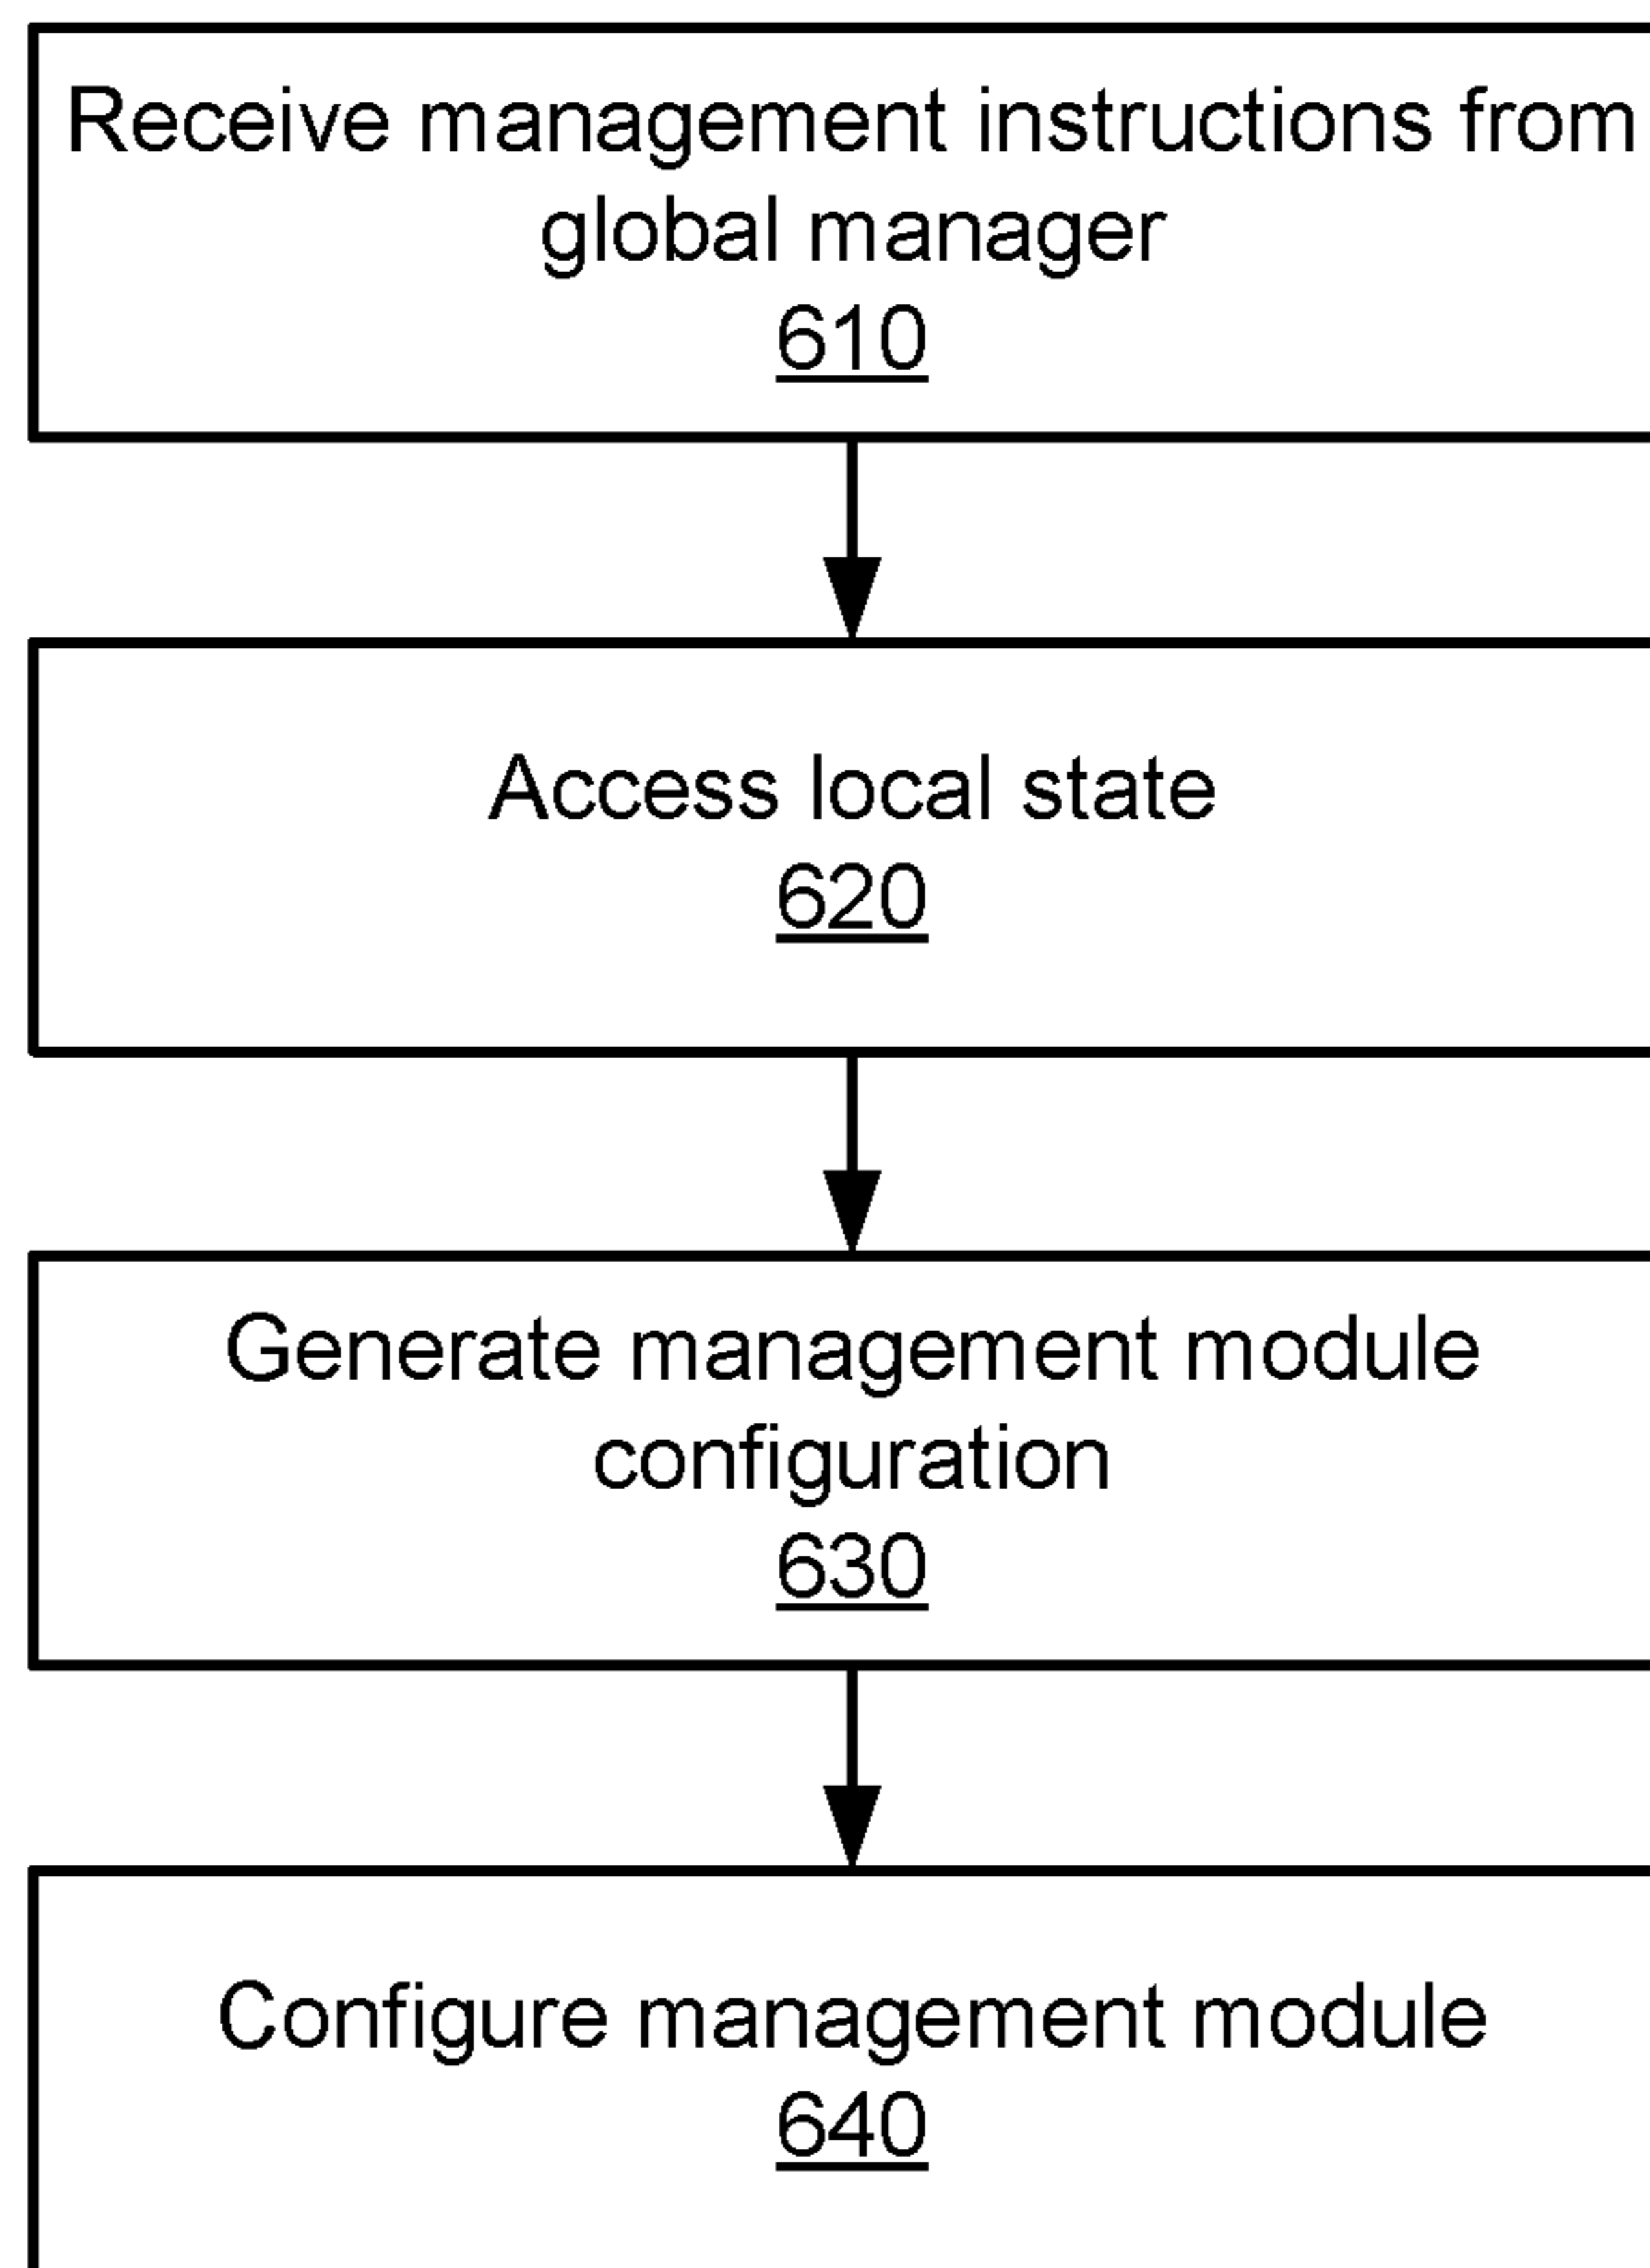 Receive management instructions from
global manager
610
Access local state
620
Generate management module
configuration
630
Configure management module
640